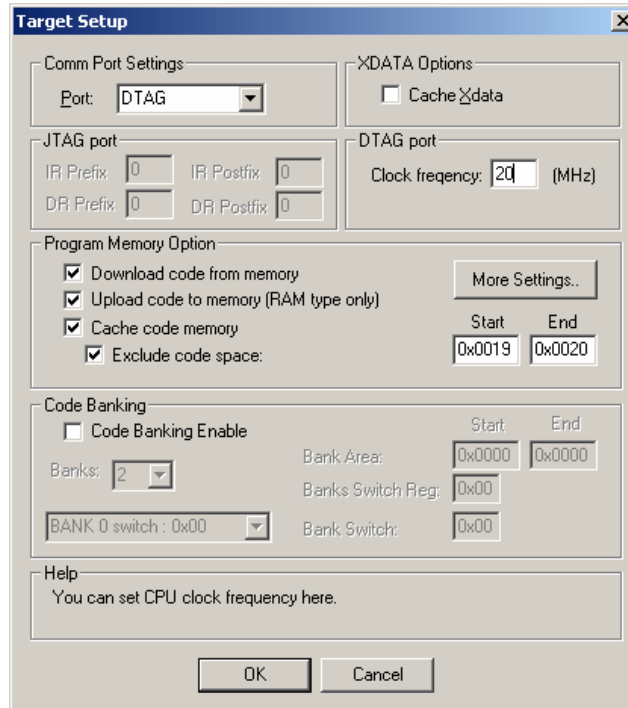 Target Setup
Comm Port Settings
Port: DTAG
XDATA Options
Cache Xdata
JTAG port
IR Prefix 0 IR Postfix 0
DR Prefix 0 DR Postfix 0
DTAG port
Clock freqency: 20 (MHz)
Program Memory Option
Download code from memory
More Settings..
Upload code to memory (RAM type only)
Cache code memory
Start End
Exclude code space: 0x0019 0x0020
Code Banking
Code Banking Enable
Start End
Banks: 2
Bank Area: 0x0000 0x0000
Banks Switch Reg: 0x00
BANK 0 switch : 0x00
Bank Switch: 0x00
Help
You can set CPU clock frequency here.
OK Cancel